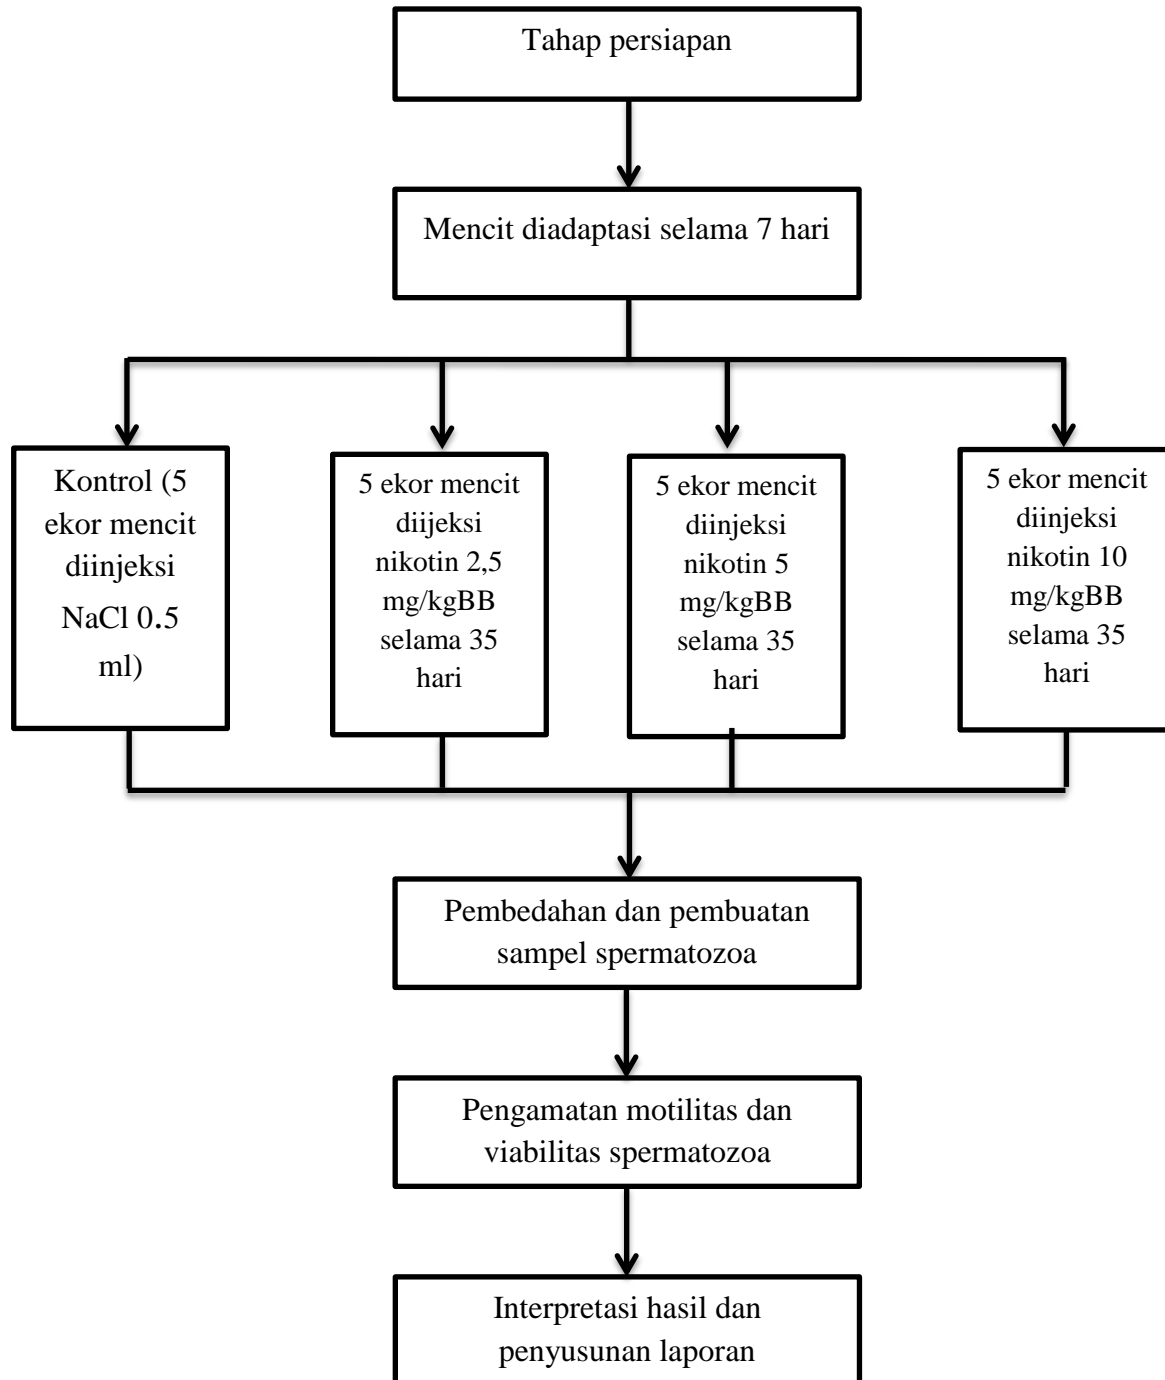 Tahap persiapan
Mencit diadaptasi selama 7 hari
Kontrol (5
ekor mencit
diinjeksi
NaCl 0.5
ml)
5 ekor mencit
diijeksi
nikotin 2,5
mg/kgBB
selama 35
hari
5 ekor mencit
diinjeksi
nikotin 5
mg/kgBB
selama 35
hari
5 ekor mencit
diinjeksi
nikotin 10
mg/kgBB
selama 35
hari
Pembedahan dan pembuatan
sampel spermatozoa
Pengamatan motilitas dan
viabilitas spermatozoa
Interpretasi hasil dan
penyusunan laporan